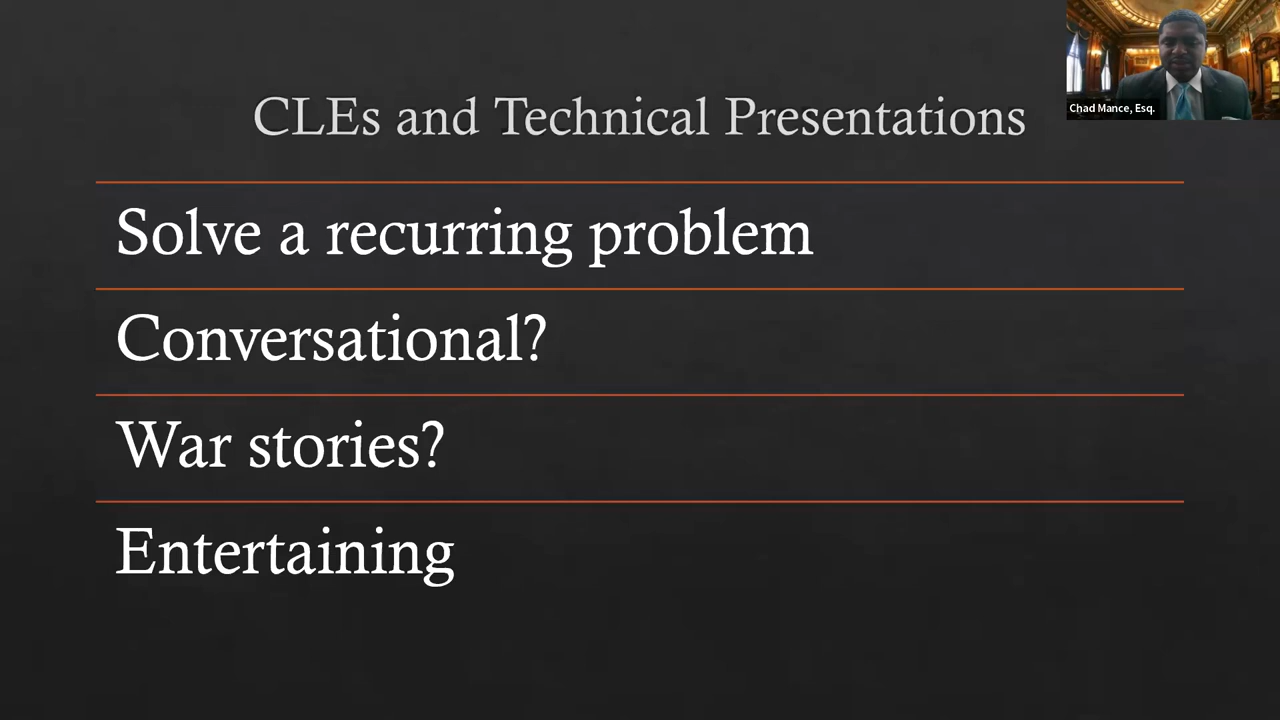 CLEs and Technical Presentations
Chad Mance, Esq.
Solve a recurring problem
Conversational?
War stories?
Entertaining